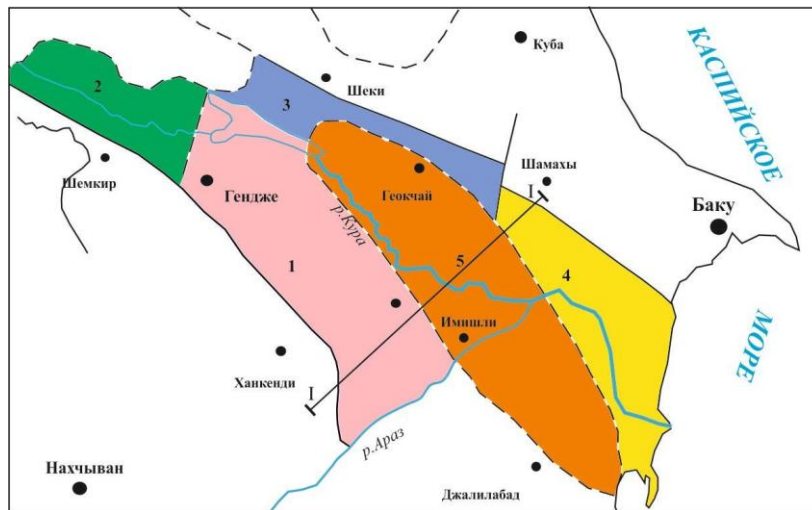 Куба
КАСПИЙСКОЕ
2
Шеки
3
Шемкир
Гендже
Геокчай
Шамахы
I
Баку
р.Кура
1
5
4
МОРЕ
Имишли
Ханкенди
I
р.Араз
Нахчыван
Джалилабад